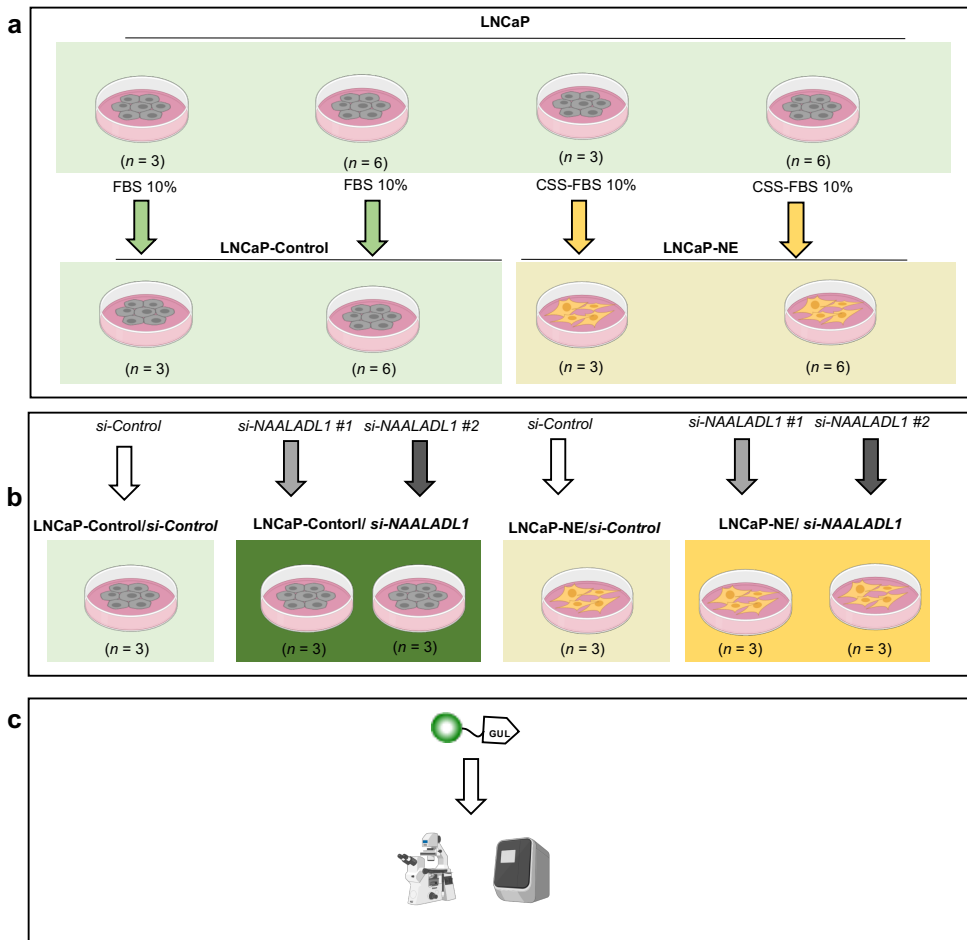 a
LNCaP
(n = 3) (n = 6) (n = 3) (n = 6)
FBS 10% FBS 10% CSS-FBS 10% CSS-FBS 10%
LNCaP-Control LNCaP-NE
(n = 3) (n = 6) (n = 3) (n = 6)
b
si-Control si-NAALADL1 #1 si-NAALADL1 #2 si-Control si-NAALADL1 #1 si-NAALADL1 #2
LNCaP-Control/si-Control LNCaP-Contorl/ si-NAALADL1 LNCaP-NE/si-Control LNCaP-NE/ si-NAALADL1
(n = 3) (n = 3) (n = 3) (n = 3) (n = 3) (n = 3)
c
GUL